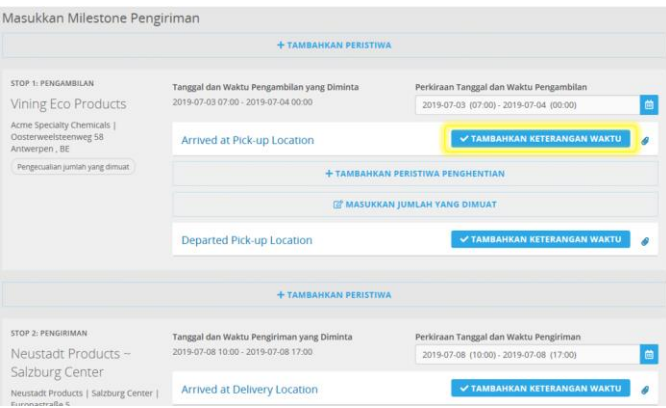 Masukkan Milestone Pengiriman
+ TAMBAHKAN PERISTIWA
STOP 1: PENGAMBILAN
Vining Eco Products
Acme Specialty Chemicals |
Oosterweelsteenweg 58
Antwerpen , BE
Pengecualian jumlah yang dimuat
Tanggal dan Waktu Pengambilan yang Diminta
2019-07-03 07:00 - 2019-07-04 00:00
Perkiraan Tanggal dan Waktu Pengambilan
2019-07-03 (07:00) - 2019-07-04 (00:00)
Arrived at Pick-up Location
TAMBAHKAN KETERANGAN WAKTU
+ TAMBAHKAN PERISTIWA PENGHENTIAN
MASUKKAN JUMLAH YANG DIMUAT
Departed Pick-up Location
TAMBAHKAN KETERANGAN WAKTU
+ TAMBAHKAN PERISTIWA
STOP 2: PENGIRIMAN
Neustadt Products –
Salzburg Center
Neustadt Products | Salzburg Center |
Europastraße 5
Tanggal dan Waktu Pengiriman yang Diminta
2019-07-08 10:00 - 2019-07-08 17:00
Perkiraan Tanggal dan Waktu Pengiriman
2019-07-08 (10:00) - 2019-07-08 (17:00)
Arrived at Delivery Location
TAMBAHKAN KETERANGAN WAKTU